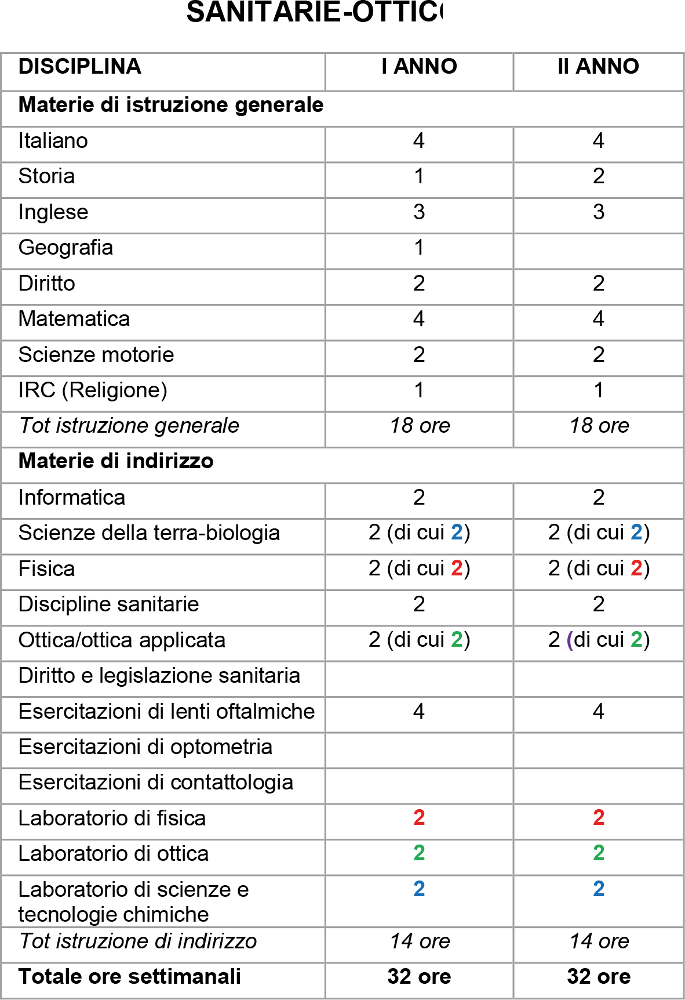 SANITARIE-OTTICO
DISCIPLINA I ANNO II ANNO
Materie di istruzione generale
Italiano 4 4
Storia 1 2
Inglese 3 3
Geografia 1
Diritto 2 2
Matematica 4 4
Scienze motorie 2 2
IRC (Religione) 1 1
Tot istruzione generale 18 ore 18 ore
Materie di indirizzo
Informatica 2 2
Scienze della terra-biologia 2 (di cui 2) 2 (di cui 2)
Fisica 2 (di cui 2) 2 (di cui 2)
Discipline sanitarie 2 2
Ottica/ottica applicata 2 (di cui 2) 2 (di cui 2)
Diritto e legislazione sanitaria
Esercitazioni di lenti oftalmiche 4 4
Esercitazioni di optometria
Esercitazioni di contattologia
Laboratorio di fisica 2 2
Laboratorio di ottica 2 2
Laboratorio di scienze e 2 2
tecnologie chimiche
Tot istruzione di indirizzo 14 ore 14 ore
Totale ore settimanali 32 ore 32 ore